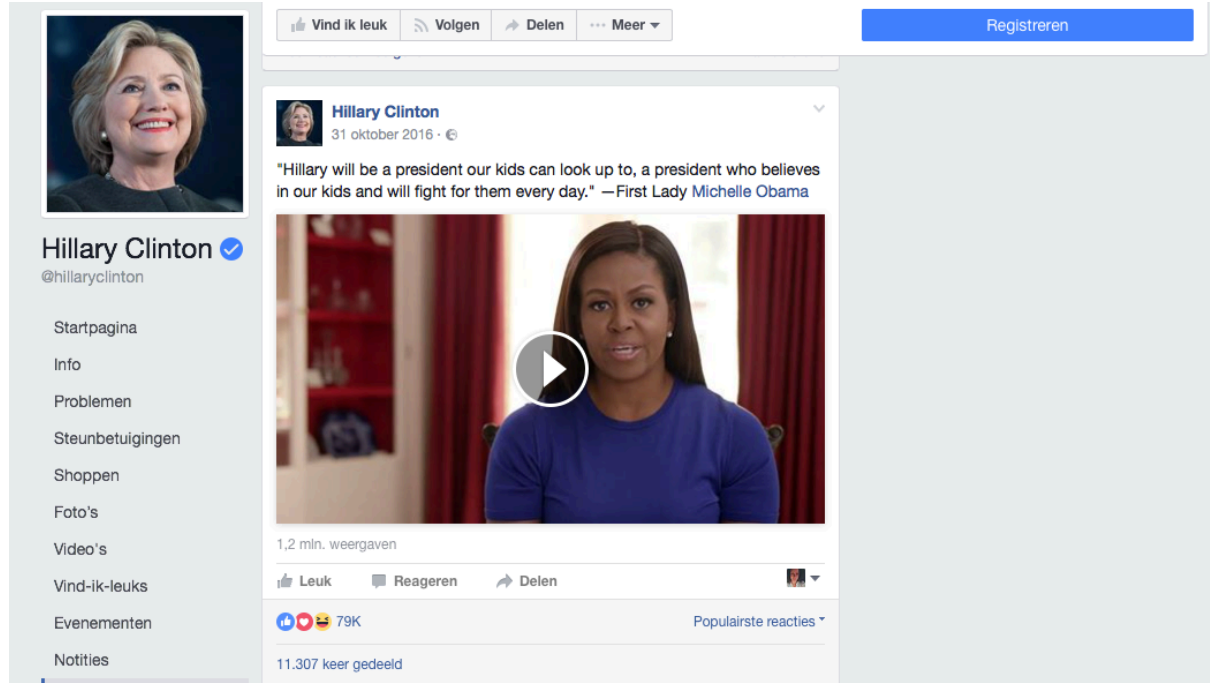 Vind ik leuk
Volgen
Delen
Meer
Registreren
Hillary Clinton
@hillaryclinton
Startpagina
Info
Problemen
Steunbetuigingen
Shoppen
Foto's
Video's
Vind-ik-leuks
Evenementen
Notities
Hillary Clinton
31 oktober 2016 ·
"Hillary will be a president our kids can look up to, a president who believes
in our kids and will fight for them every day." —First Lady Michelle Obama
1,2 mln. weergaven
Leuk
Reageren
Delen
79K
Populairste reacties
11.307 keer gedeeld